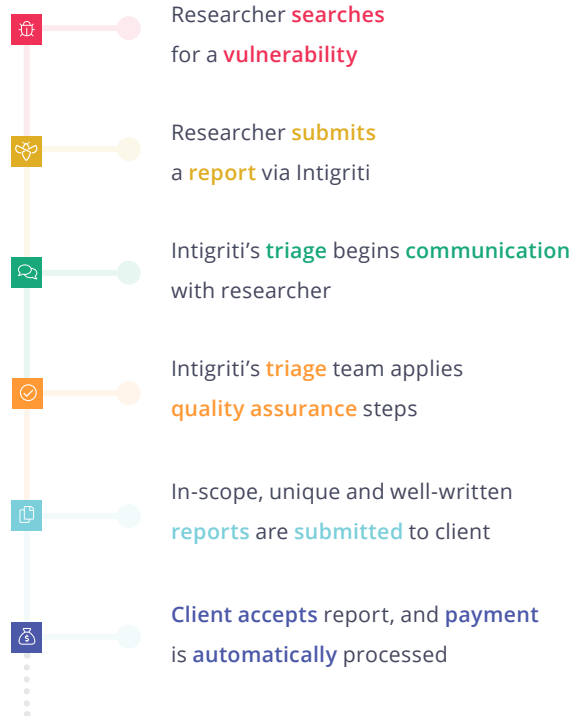 Researcher searches
for a vulnerability
Researcher submits
a report via Intigriti
Intigriti's triage begins communication
with researcher
Intigriti's triage team applies
quality assurance steps
In-scope, unique and well-written
reports are submitted to client
Client accepts report, and payment
is automatically processed